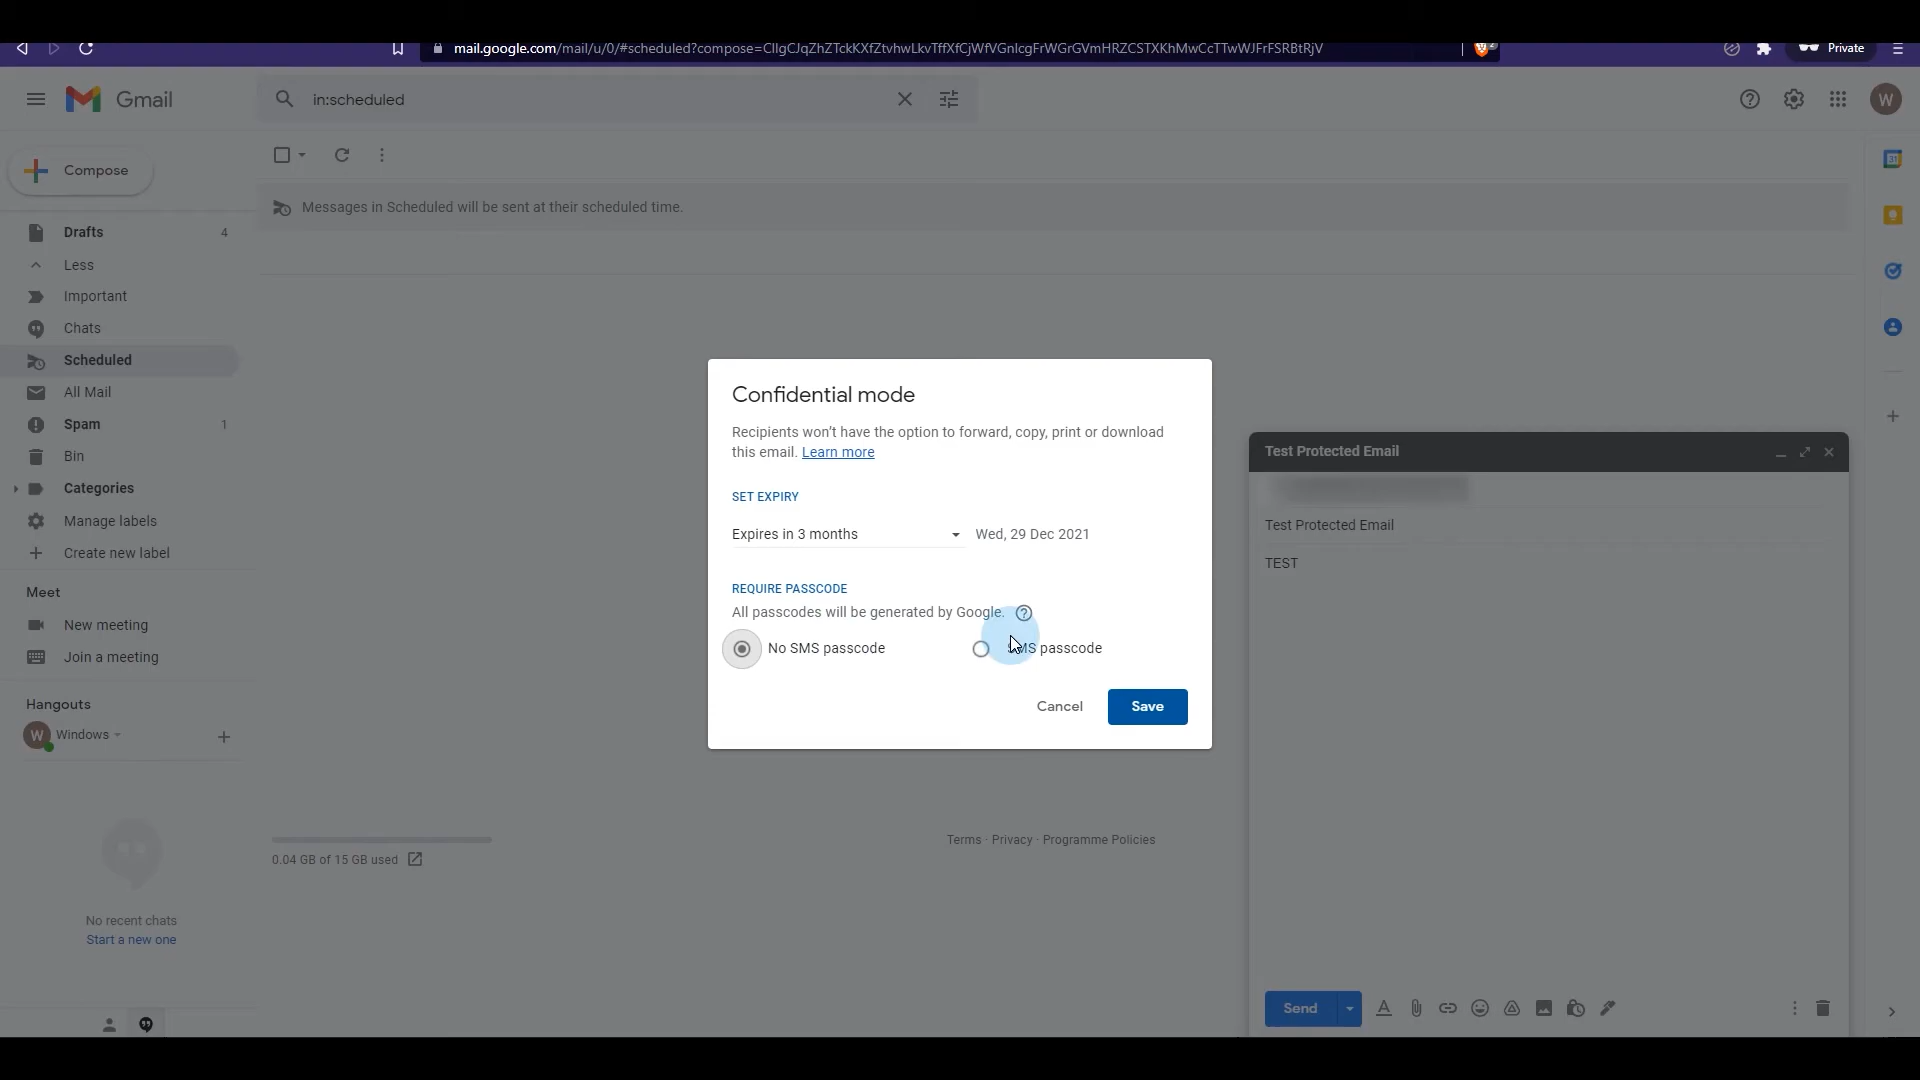 mail.google.com/mail/u/0/#scheduled?compose=CllgCJqZhZTckKXfZtvhwLkvTffXfCjWfVGnlcgFrWGrGVmHRZCSTXKhMwCcTTwWJFrFSRBtRjV
2
Private
Gmail
in:scheduled
W
Compose
31
Messages in Scheduled will be sent at their scheduled time.
Drafts 4
Less
Important
Chats
Scheduled
All Mail
Spam 1
Bin
Categories
Manage labels
Create new label
Meet
New meeting
Join a meeting
Hangouts
W Windows
No recent chats
Start a new one
0.04 GB of 15 GB used
Terms · Privacy · Programme Policies
Confidential mode
Recipients won't have the option to forward, copy, print or download
this email. Learn more
SET EXPIRY
Expires in 3 months Wed, 29 Dec 2021
REQUIRE PASSCODE
All passcodes will be generated by Google.
No SMS passcode SMS passcode
Cancel Save
Test Protected Email
Test Protected Email
TEST
Send